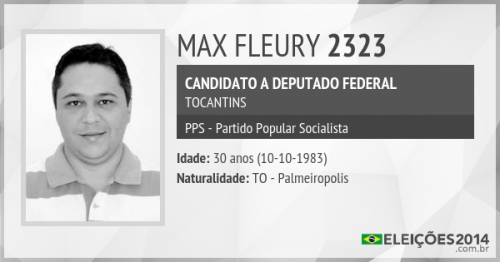 MAX FLEURY 2323
CANDIDATO A DEPUTADO FEDERAL
TOCANTINS
PPS - Partido Popular Socialista
Idade: 30 anos (10-10-1983)
Naturalidade: TO - Palmeiropolis
ELEIÇÕES2014
.com.br